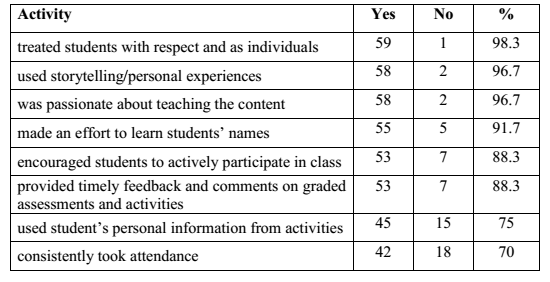 Activity Yes No %
treated students with respect and as individuals 59 1 98.3
used storytelling/personal experiences 58 2 96.7
was passionate about teaching the content 58 2 96.7
made an effort to learn students’ names 55 5 91.7
encouraged students to actively participate in class 53 7 88.3
provided timely feedback and comments on graded 53 7 88.3
assessments and activities
used student’s personal information from activities 45 15 75
consistently took attendance 42 18 70